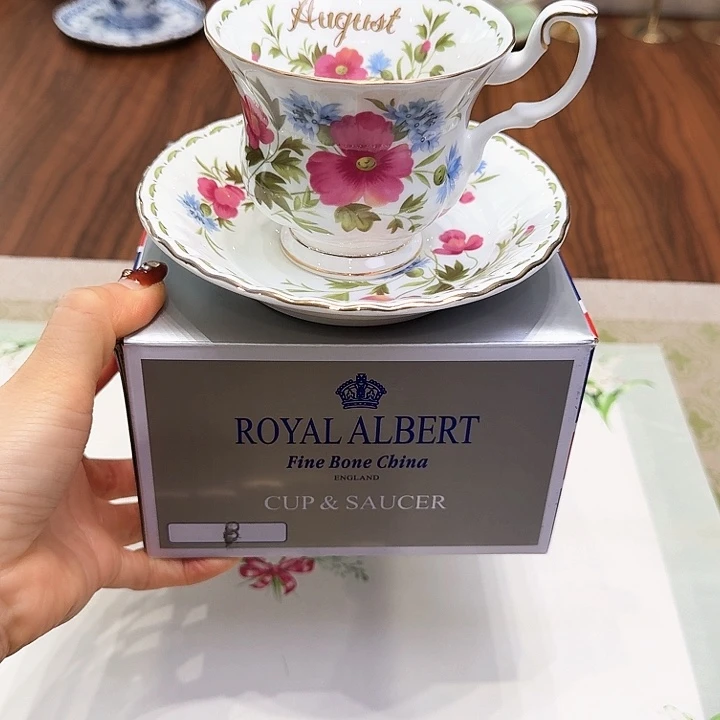 August
ROYAL ALBERT
Fine Bone China
ENGLAND
CUP & SAUCER
8